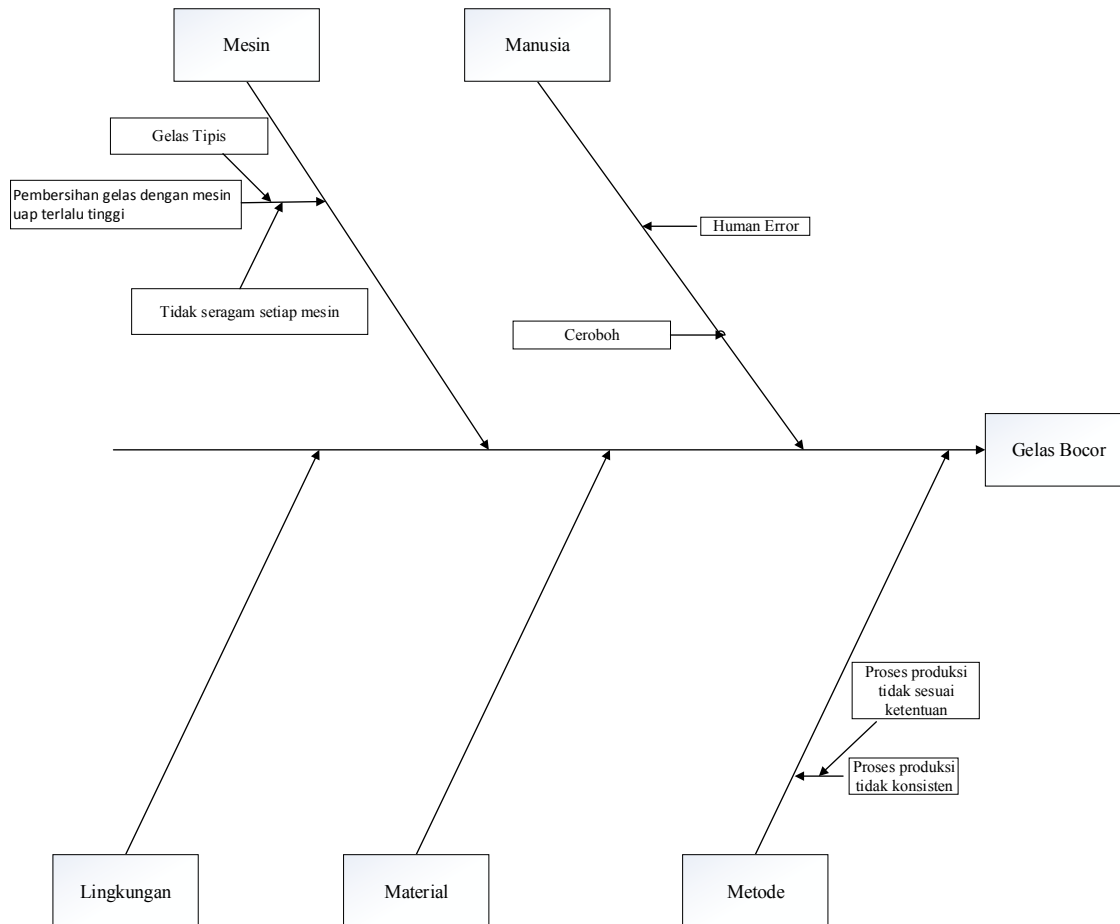 Mesin
Manusia
Gelas Tipis
Pembersihan gelas dengan mesin
uap terlalu tinggi
Human Error
Tidak seragam setiap mesin
Ceroboh
Gelas Bocor
Proses produksi
tidak sesuai
ketentuan
Proses produksi
tidak konsisten
Lingkungan
Material
Metode